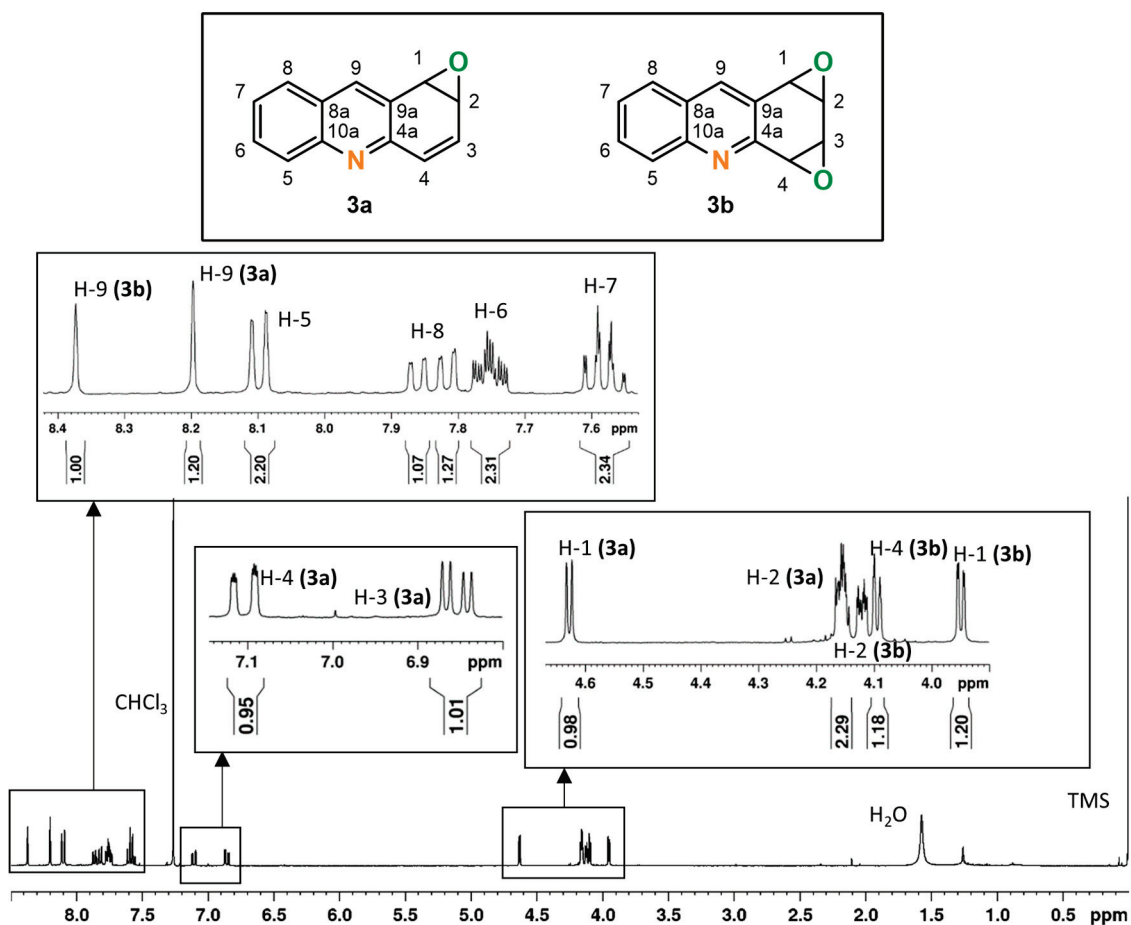 1 O 1 O
8 9 8 9
7 2 7 2
8a 9a 8a 9a
10a 4a 10a 4a 3
6 N 3 6 N
5 4 5 4 O
3a 3b
H-9 (3b) H-9 (3a) H-5 H-8 H-6 H-7
8.4 8.3 8.2 8.1 8.0 7.9 7.8 7.7 7.6 ppm
1.00 1.20 2.20 1.07 1.27 2.31 2.34
H-4 (3a) H-3 (3a)
7.1 7.0 6.9 ppm
0.95 1.01
H-1 (3a) H-2 (3a) H-4 (3b) H-1 (3b)
H-2 (3b)
4.6 4.5 4.4 4.3 4.2 4.1 4.0 ppm
0.98 2.29 1.18 1.20
CHCl3
H2O
TMS
8.0 7.5 7.0 6.5 6.0 5.5 5.0 4.5 4.0 3.5 3.0 2.5 2.0 1.5 1.0 0.5 ppm